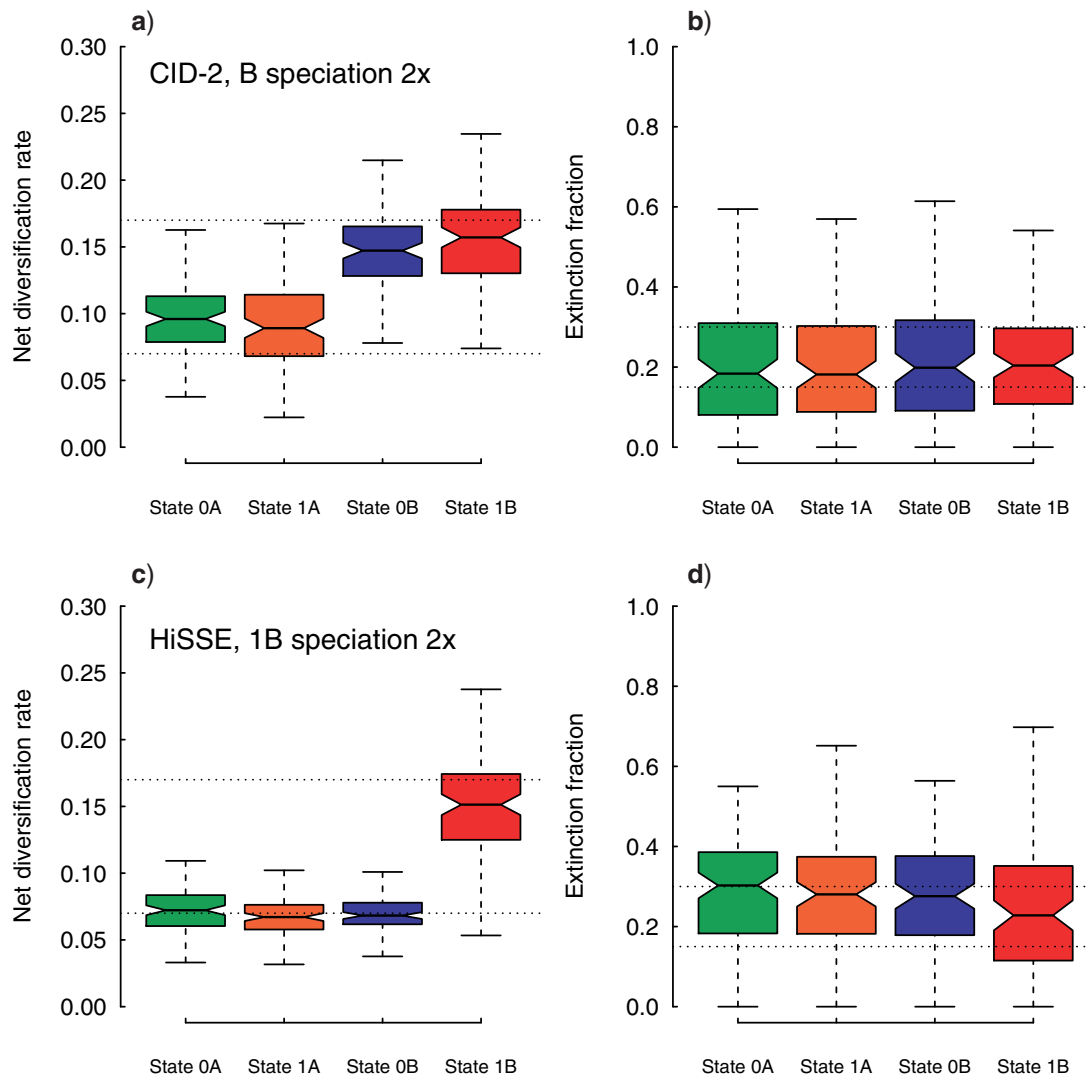 a)
CID-2, B speciation 2x
Net diversification rate
0.30
0.25
0.20
0.15
0.10
0.05
0.00
State 0A State 1A State 0B State 1B
b)
Extinction fraction
1.0
0.8
0.6
0.4
0.2
0.0
State 0A State 1A State 0B State 1B
c)
HiSSE, 1B speciation 2x
Net diversification rate
0.30
0.25
0.20
0.15
0.10
0.05
0.00
State 0A State 1A State 0B State 1B
d)
Extinction fraction
1.0
0.8
0.6
0.4
0.2
0.0
State 0A State 1A State 0B State 1B